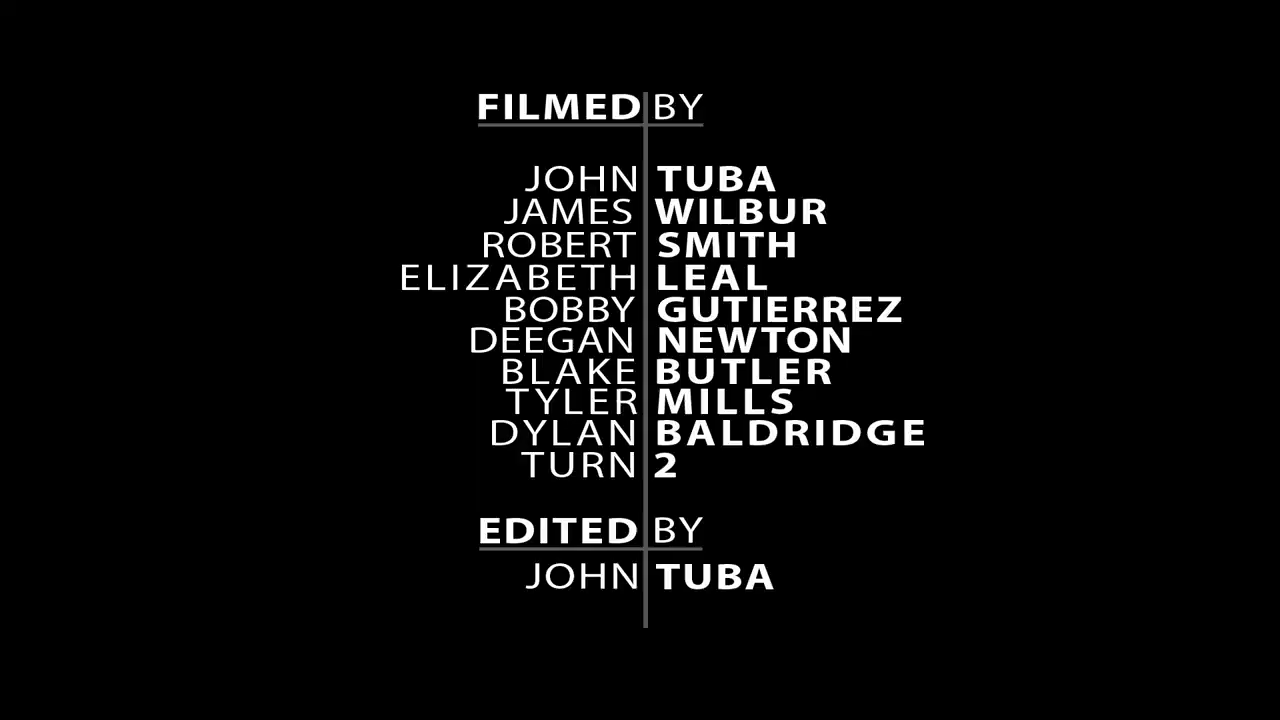 FILMED BY
JOHN TUBA
JAMES WILBUR
ROBERT SMITH
ELIZABETH LEAL
BOBBY GUTIERREZ
DEEGAN NEWTON
BLAKE BUTLER
TYLER MILLS
DYLAN BALDRIDGE
TURN 2
EDITED BY
JOHN TUBA